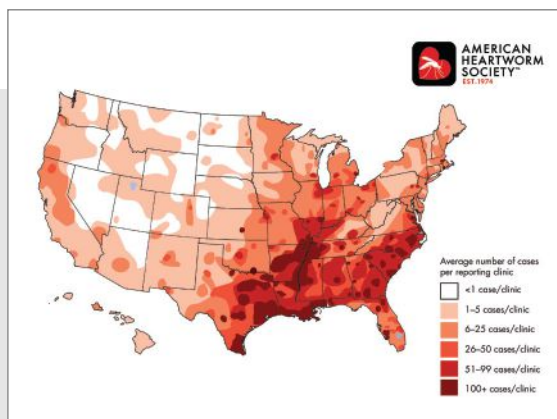 AMERICAN
HEARTWORM
SOCIETY™
EST. 1974
Average number of cases
per reporting clinic
<1 case/clinic
1–5 cases/clinic
6–25 cases/clinic
26–50 cases/clinic
51–99 cases/clinic
100+ cases/clinic